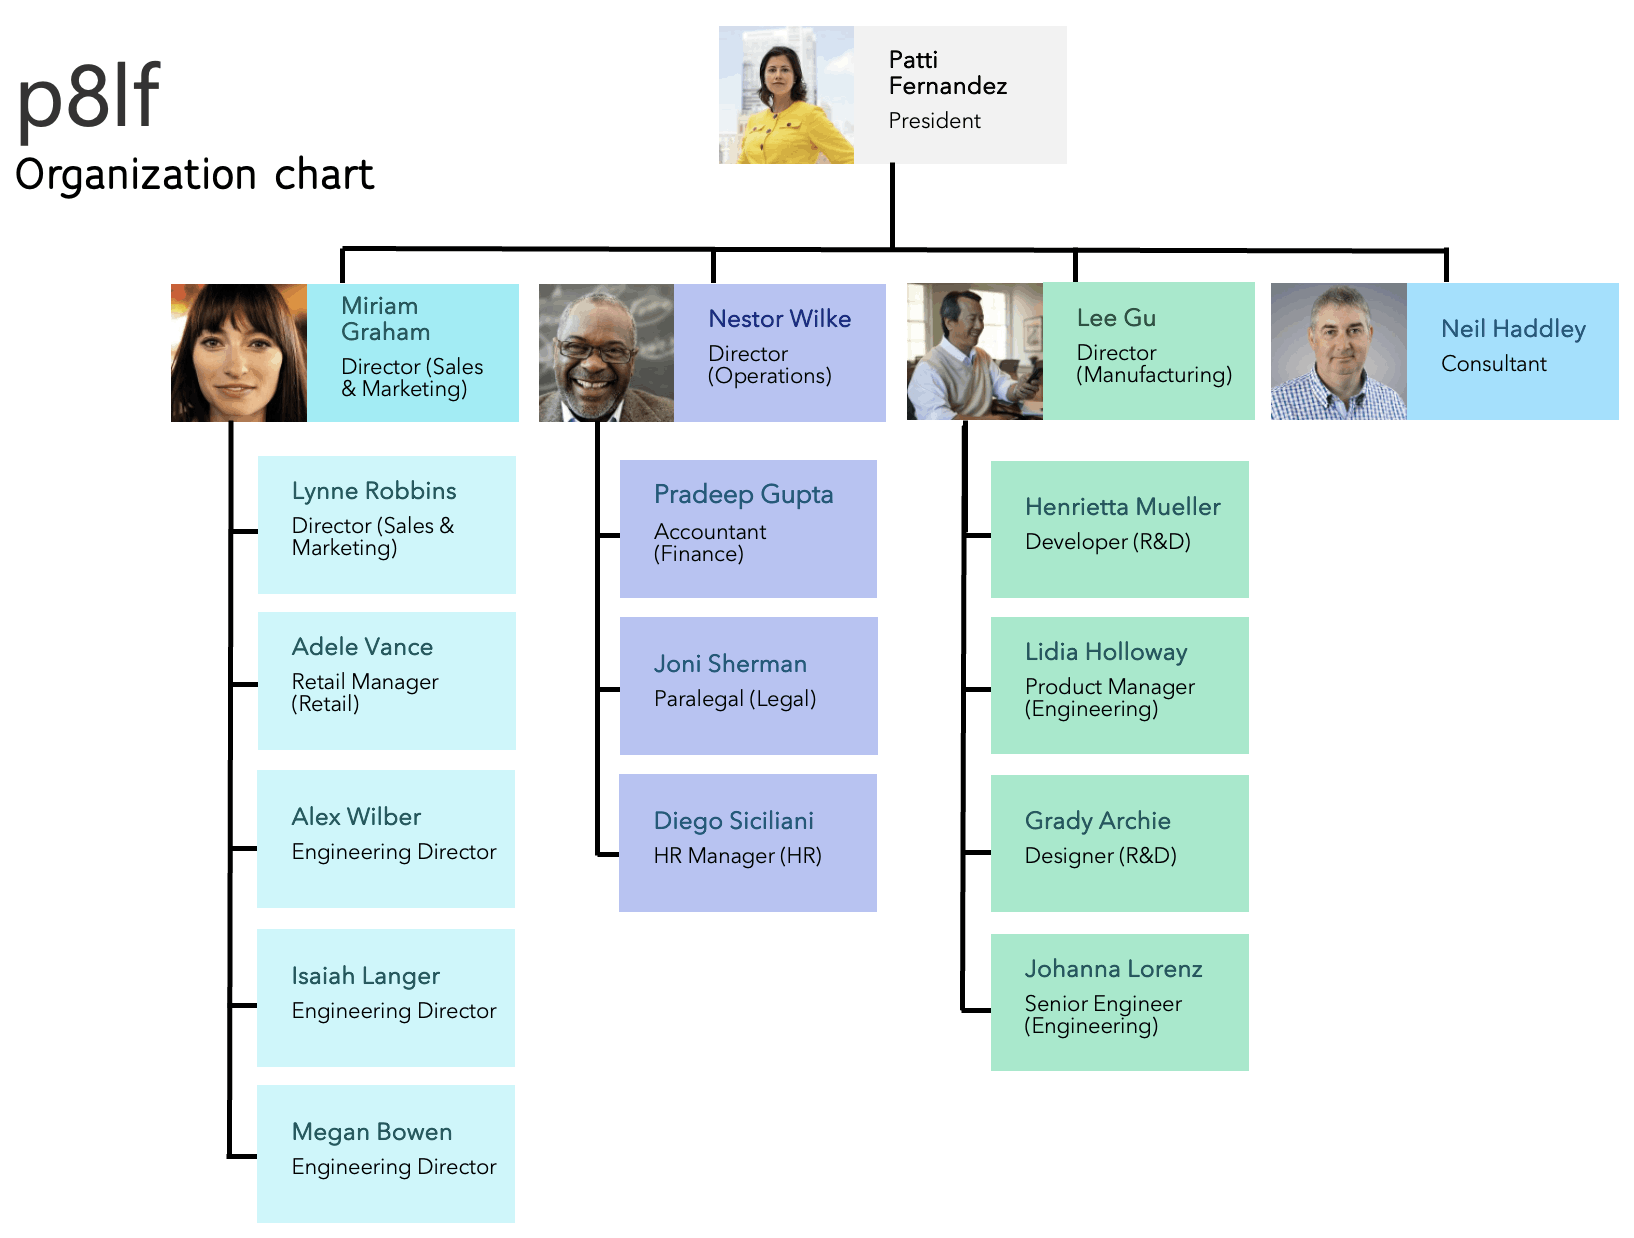 p8lf
Organization chart
Patti
Fernandez
President
Miriam
Graham
Director (Sales
& Marketing)
Nestor Wilke
Director
(Operations)
Lee Gu
Director
(Manufacturing)
Neil Haddley
Consultant
Lynne Robbins
Director (Sales &
Marketing)
Adele Vance
Retail Manager
(Retail)
Alex Wilber
Engineering Director
Isaiah Langer
Engineering Director
Megan Bowen
Engineering Director
Pradeep Gupta
Accountant
(Finance)
Joni Sherman
Paralegal (Legal)
Diego Siciliani
HR Manager (HR)
Henrietta Mueller
Developer (R&D)
Lidia Holloway
Product Manager
(Engineering)
Grady Archie
Designer (R&D)
Johanna Lorenz
Senior Engineer
(Engineering)